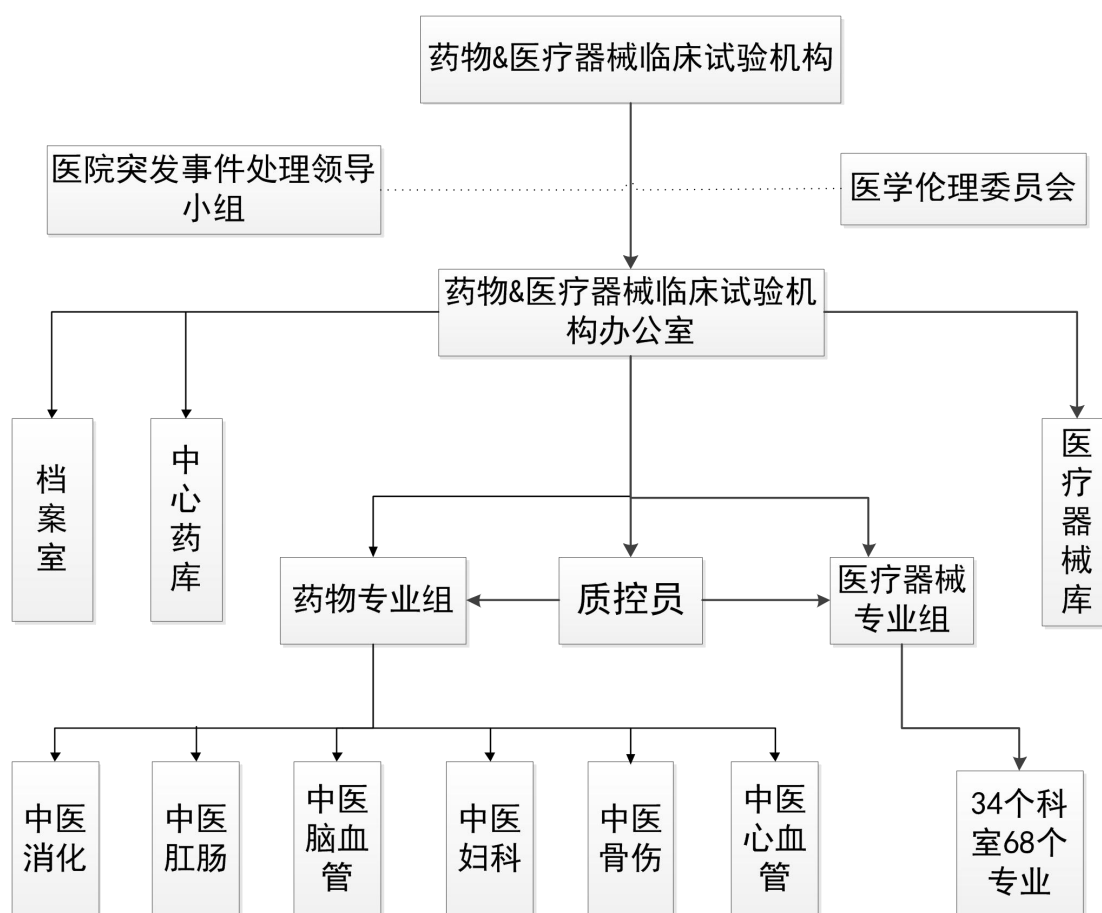 药物&医疗器械临床试验机构
医院突发事件处理领导
小组
医学伦理委员会
药物&医疗器械临床试验机
构办公室
档
案
室
中
心
药
库
医
疗
器
械
库
药物专业组
质控员
医疗器械
专业组
中医
消化
中医
肛肠
中医
脑血
管
中医
妇科
中医
骨伤
中医
心血
管
34个科
室68个
专业